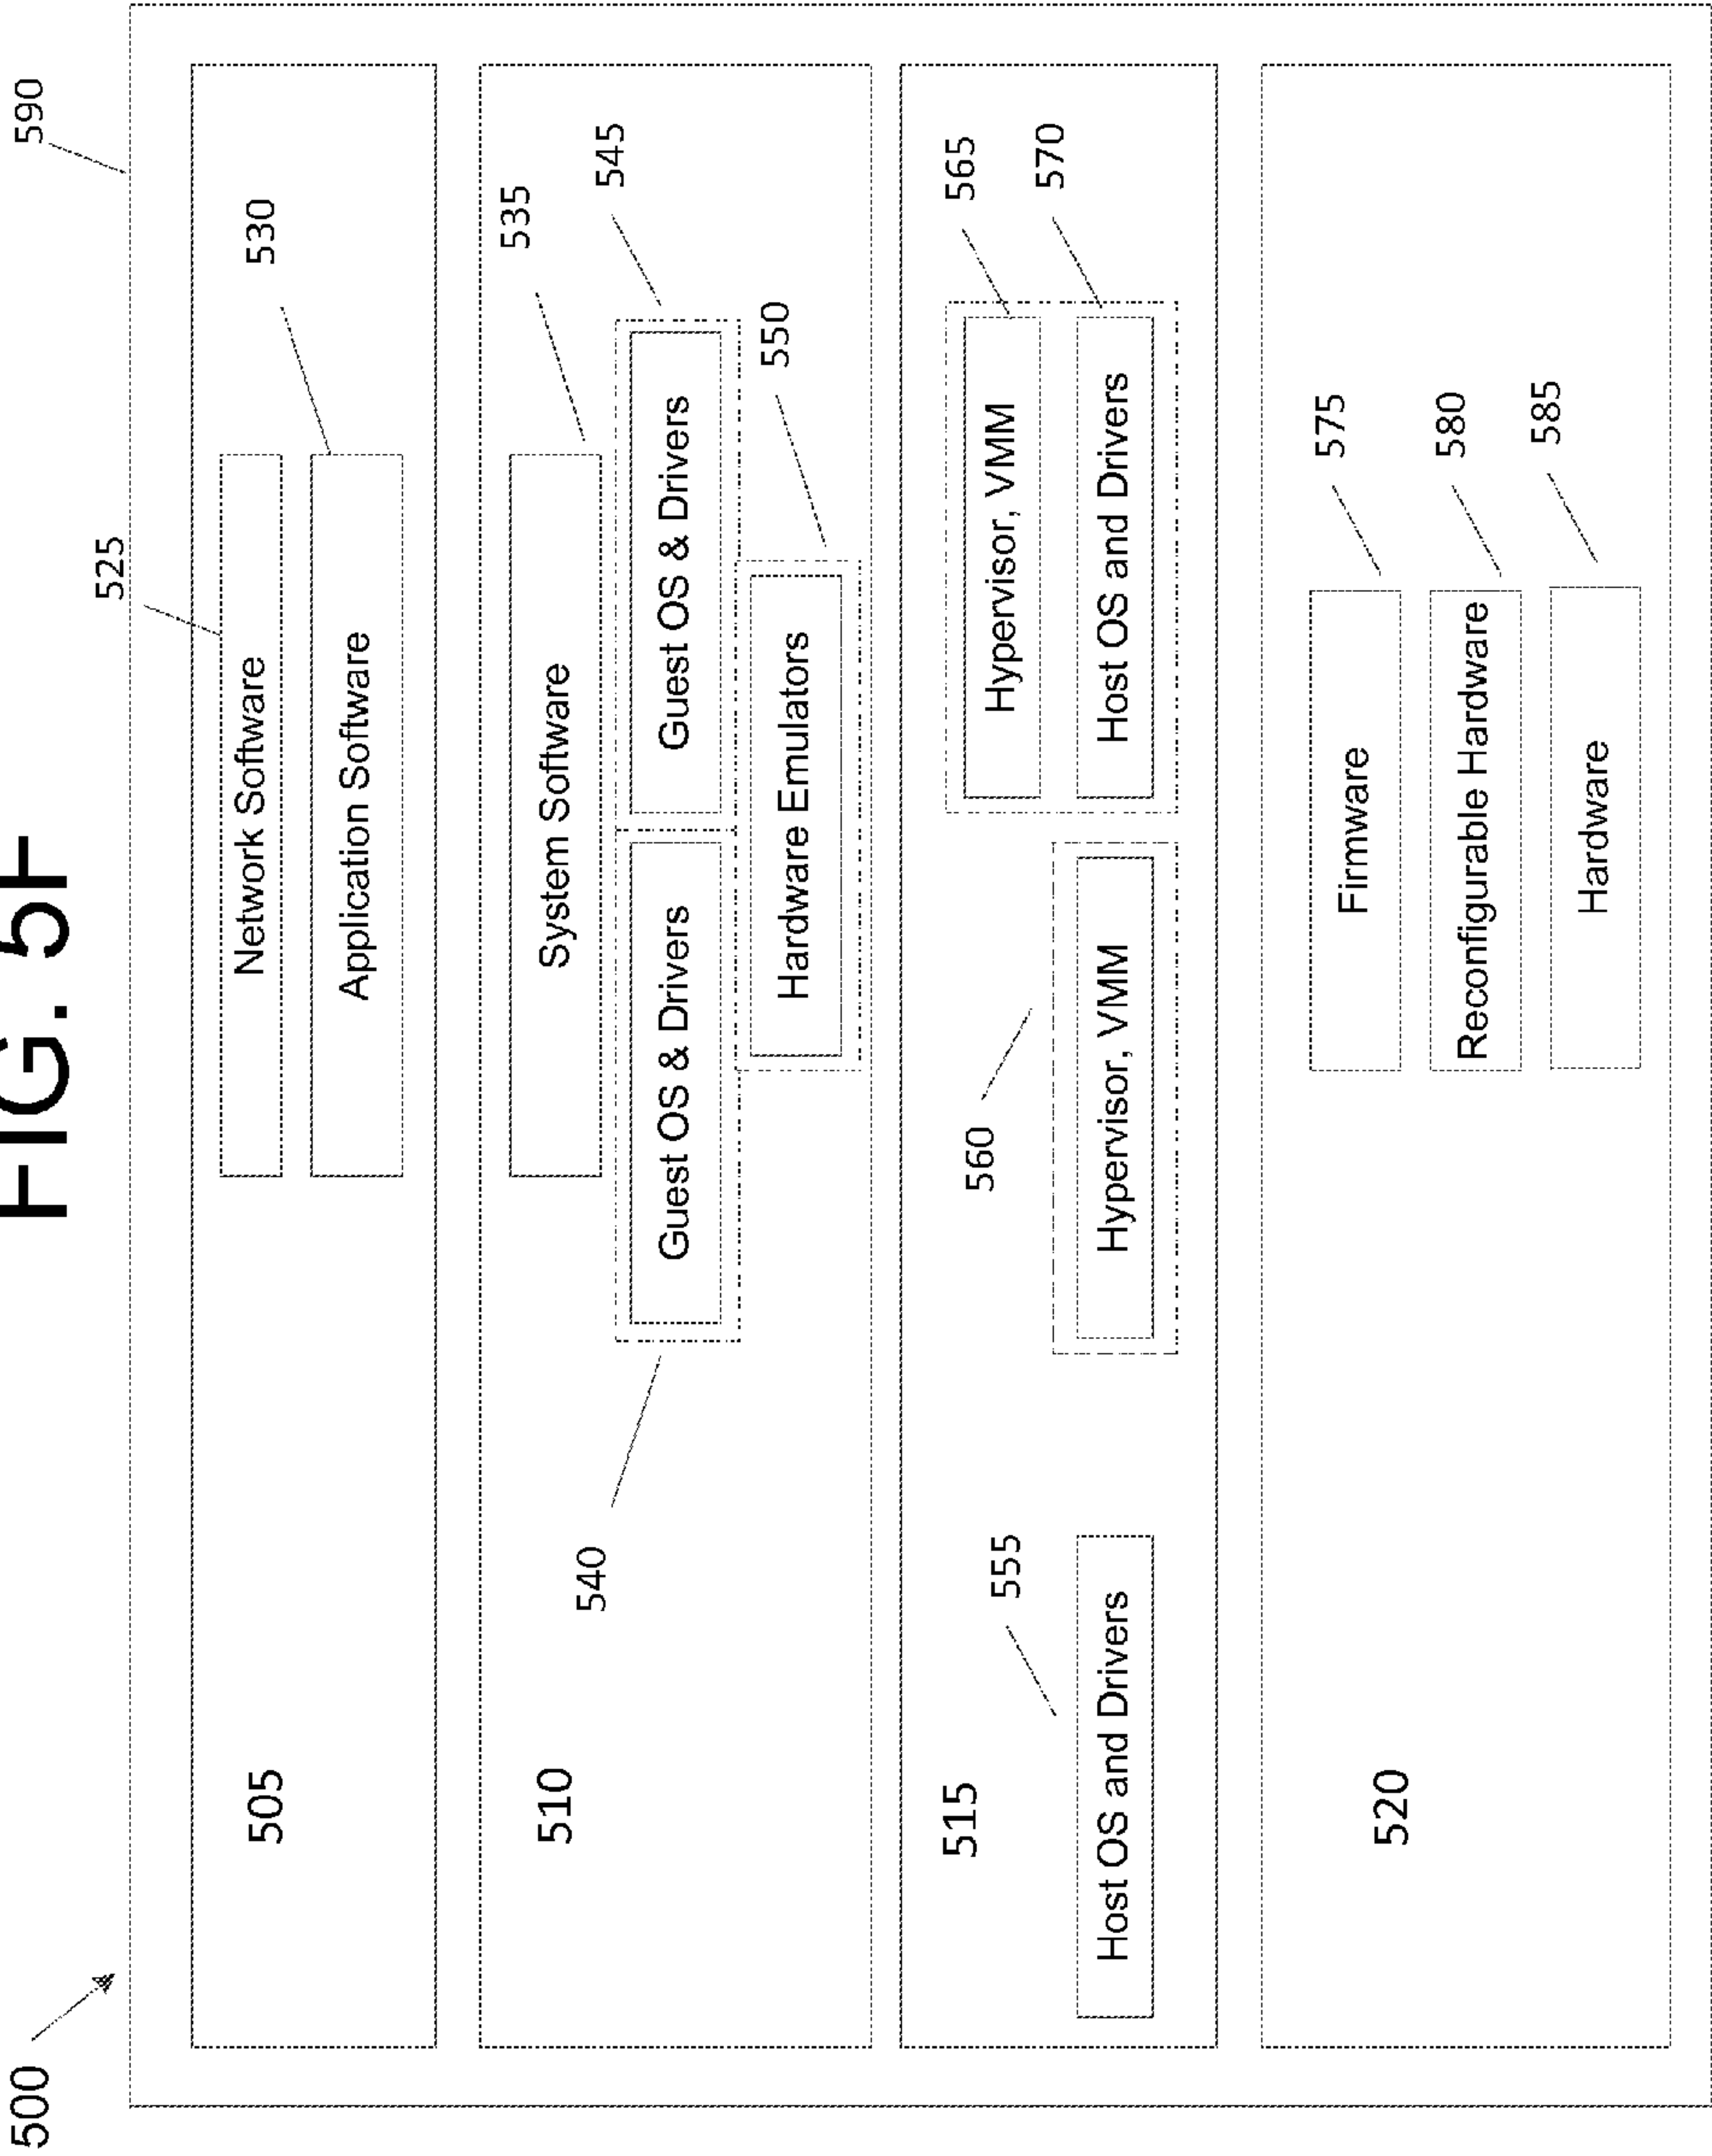 FIG. 5F
500
590
525
505
Network Software
530
Application Software
510
System Software
535
540
Guest OS & Drivers
Guest OS & Drivers
545
Hardware Emulators
550
515
555
Host OS and Drivers
560
Hypervisor, VMM
Hypervisor, VMM
565
Host OS and Drivers
570
520
Firmware
575
Reconfigurable Hardware
580
Hardware
585